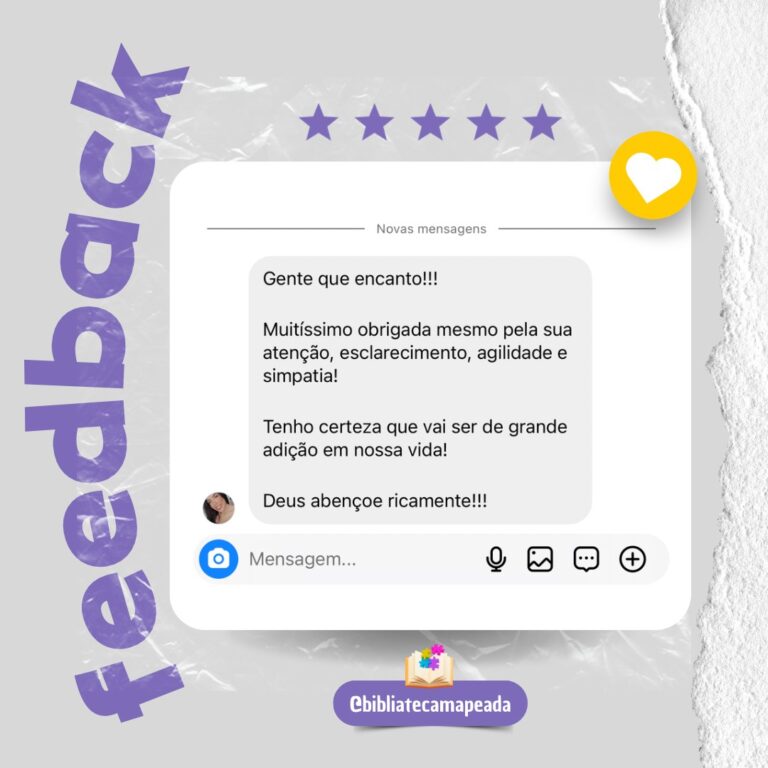 feedback
Novas mensagens
Gente que encanto!!!
Muitíssimo obrigada mesmo pela sua
atenção, esclarecimento, agilidade e
simpatia!
Tenho certeza que vai ser de grande
adição em nossa vida!
Deus abençoe ricamente!!!
Mensagem...
@bibliatecamapeada